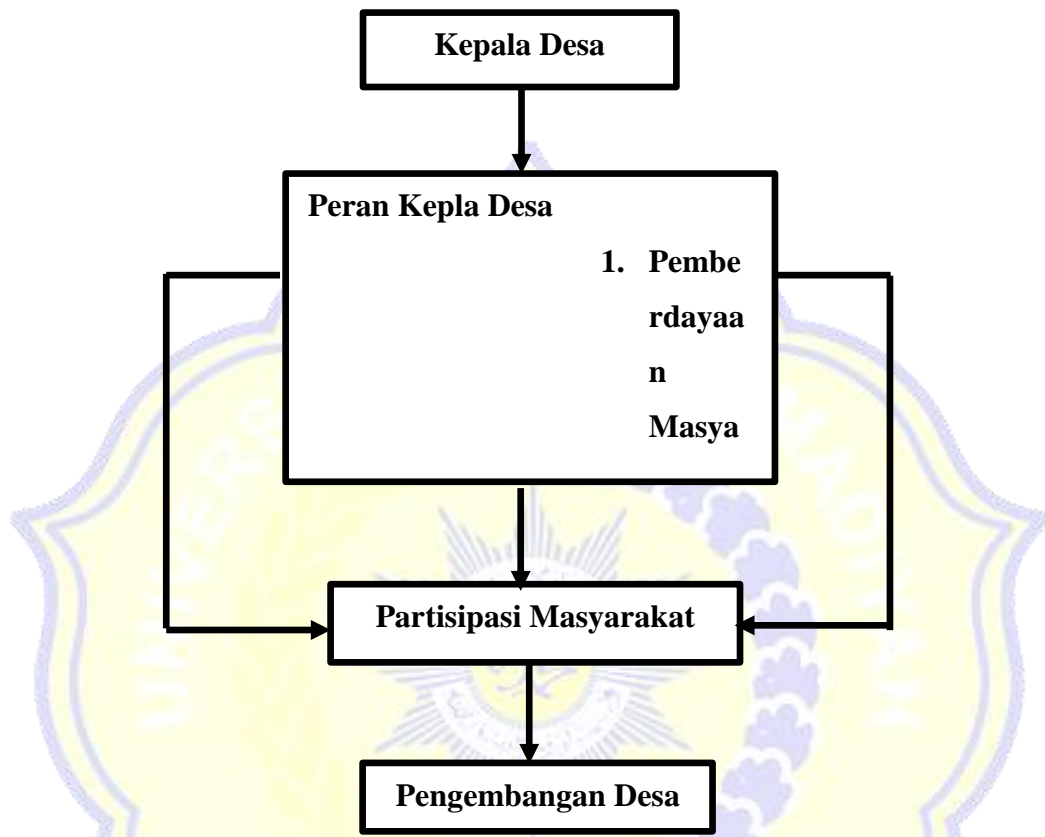 Kepala Desa
Peran Kepla Desa
1. Pembe
rdayaa
n
Masya
Partisipasi Masyarakat
Pengembangan Desa